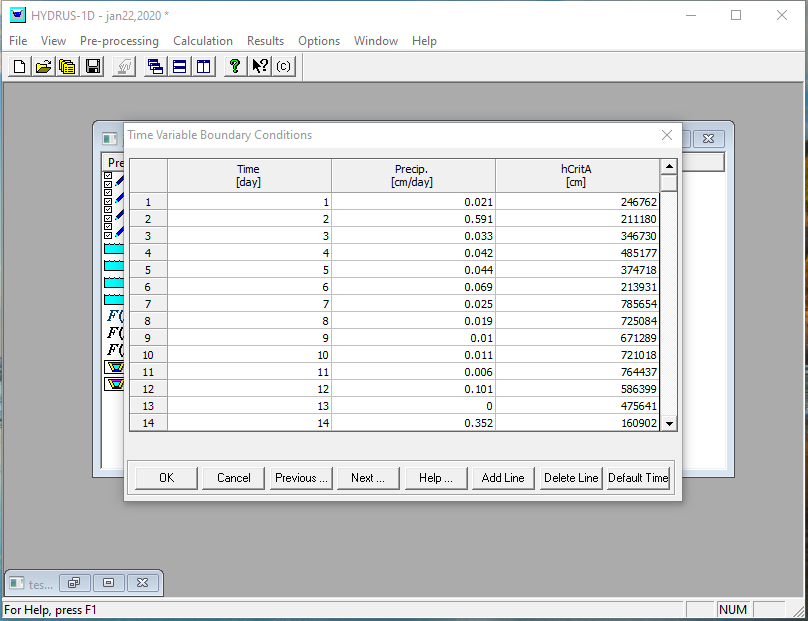 HYDRUS-1D - jan22,2020 *
File View Pre-processing Calculation Results Options Window Help
? ? (c)
Time Variable Boundary Conditions
Pre
Time [day] Precip. [cm/day] hCritA [cm]
1 1 0.021 246762
2 2 0.591 211180
3 3 0.033 346730
4 4 0.042 485177
5 5 0.044 374718
6 6 0.069 213931
7 7 0.025 785654
8 8 0.019 725084
9 9 0.01 671289
10 10 0.011 721018
11 11 0.006 764437
12 12 0.101 586399
13 13 0 475641
14 14 0.352 160902
F(
F(
F(
OK Cancel Previous ... Next ... Help ... Add Line Delete Line Default Time
tes...
For Help, press F1 NUM